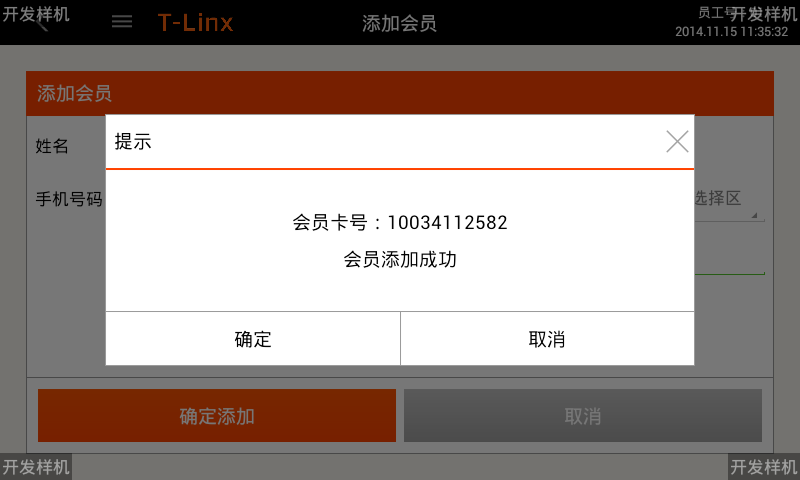 开发样机
T-Linx
添加会员
员工号
开发样机
2014.11.15 11:35:32
添加会员
姓名
手机号码
选择区
提示
会员卡号：10034112582
会员添加成功
确定
取消
确定添加
取消
开发样机
开发样机